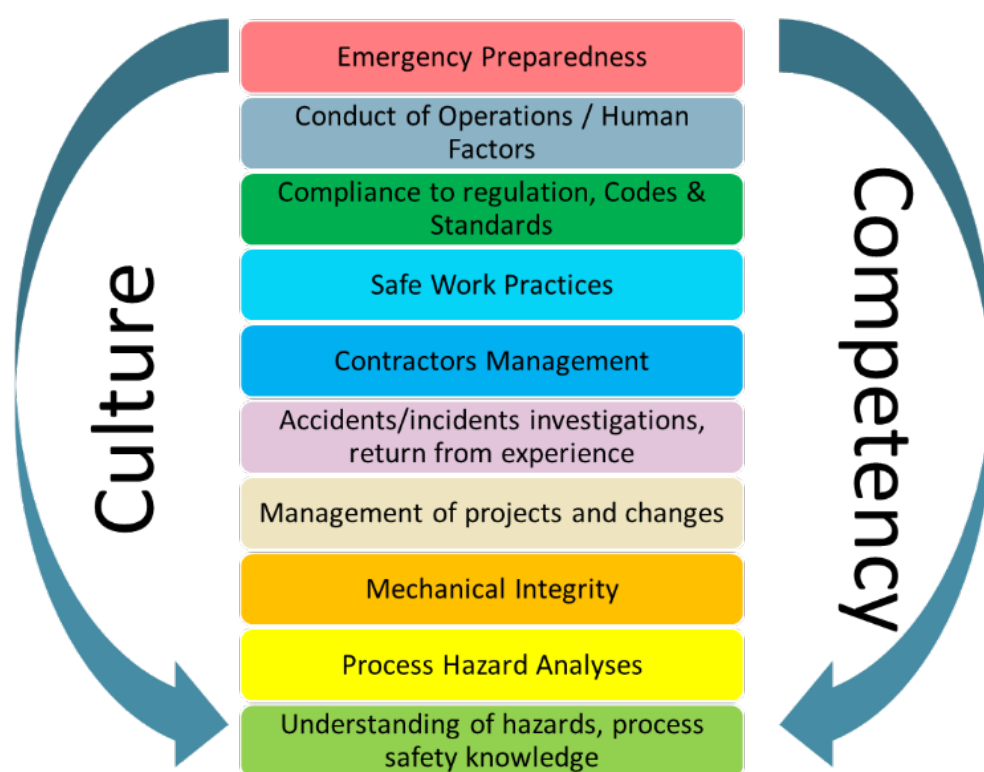 Emergency Preparedness
Conduct of Operations / Human
Factors
Compliance to regulation, Codes &
Standards
Safe Work Practices
Contractors Management
Accidents/incidents investigations,
return from experience
Management of projects and changes
Mechanical Integrity
Process Hazard Analyses
Understanding of hazards, process
safety knowledge
Culture
Competency